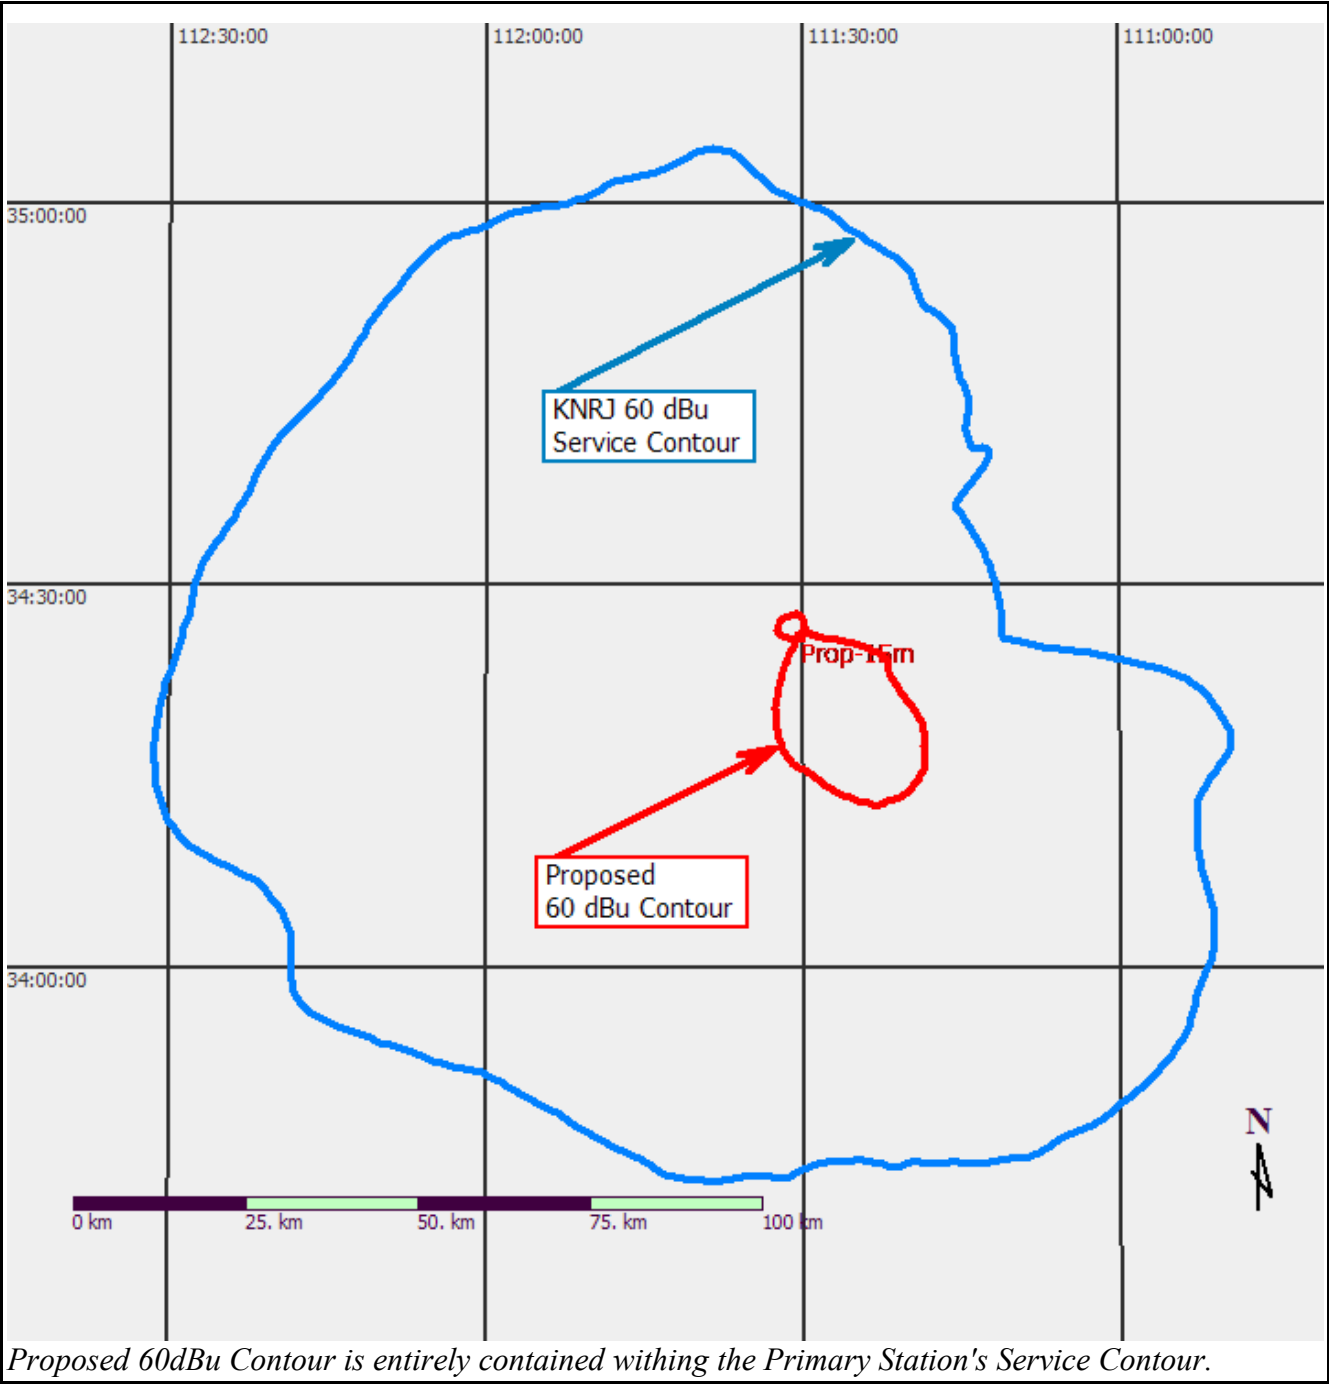 112:30:00 112:00:00 111:30:00 111:00:00
35:00:00
KNRJ 60 dBu
Service Contour
34:30:00
Prop-15m
Proposed
60 dBu Contour
34:00:00
N
0 km 25. km 50. km 75. km 100 km
Proposed 60dBu Contour is entirely contained withing the Primary Station's Service Contour.